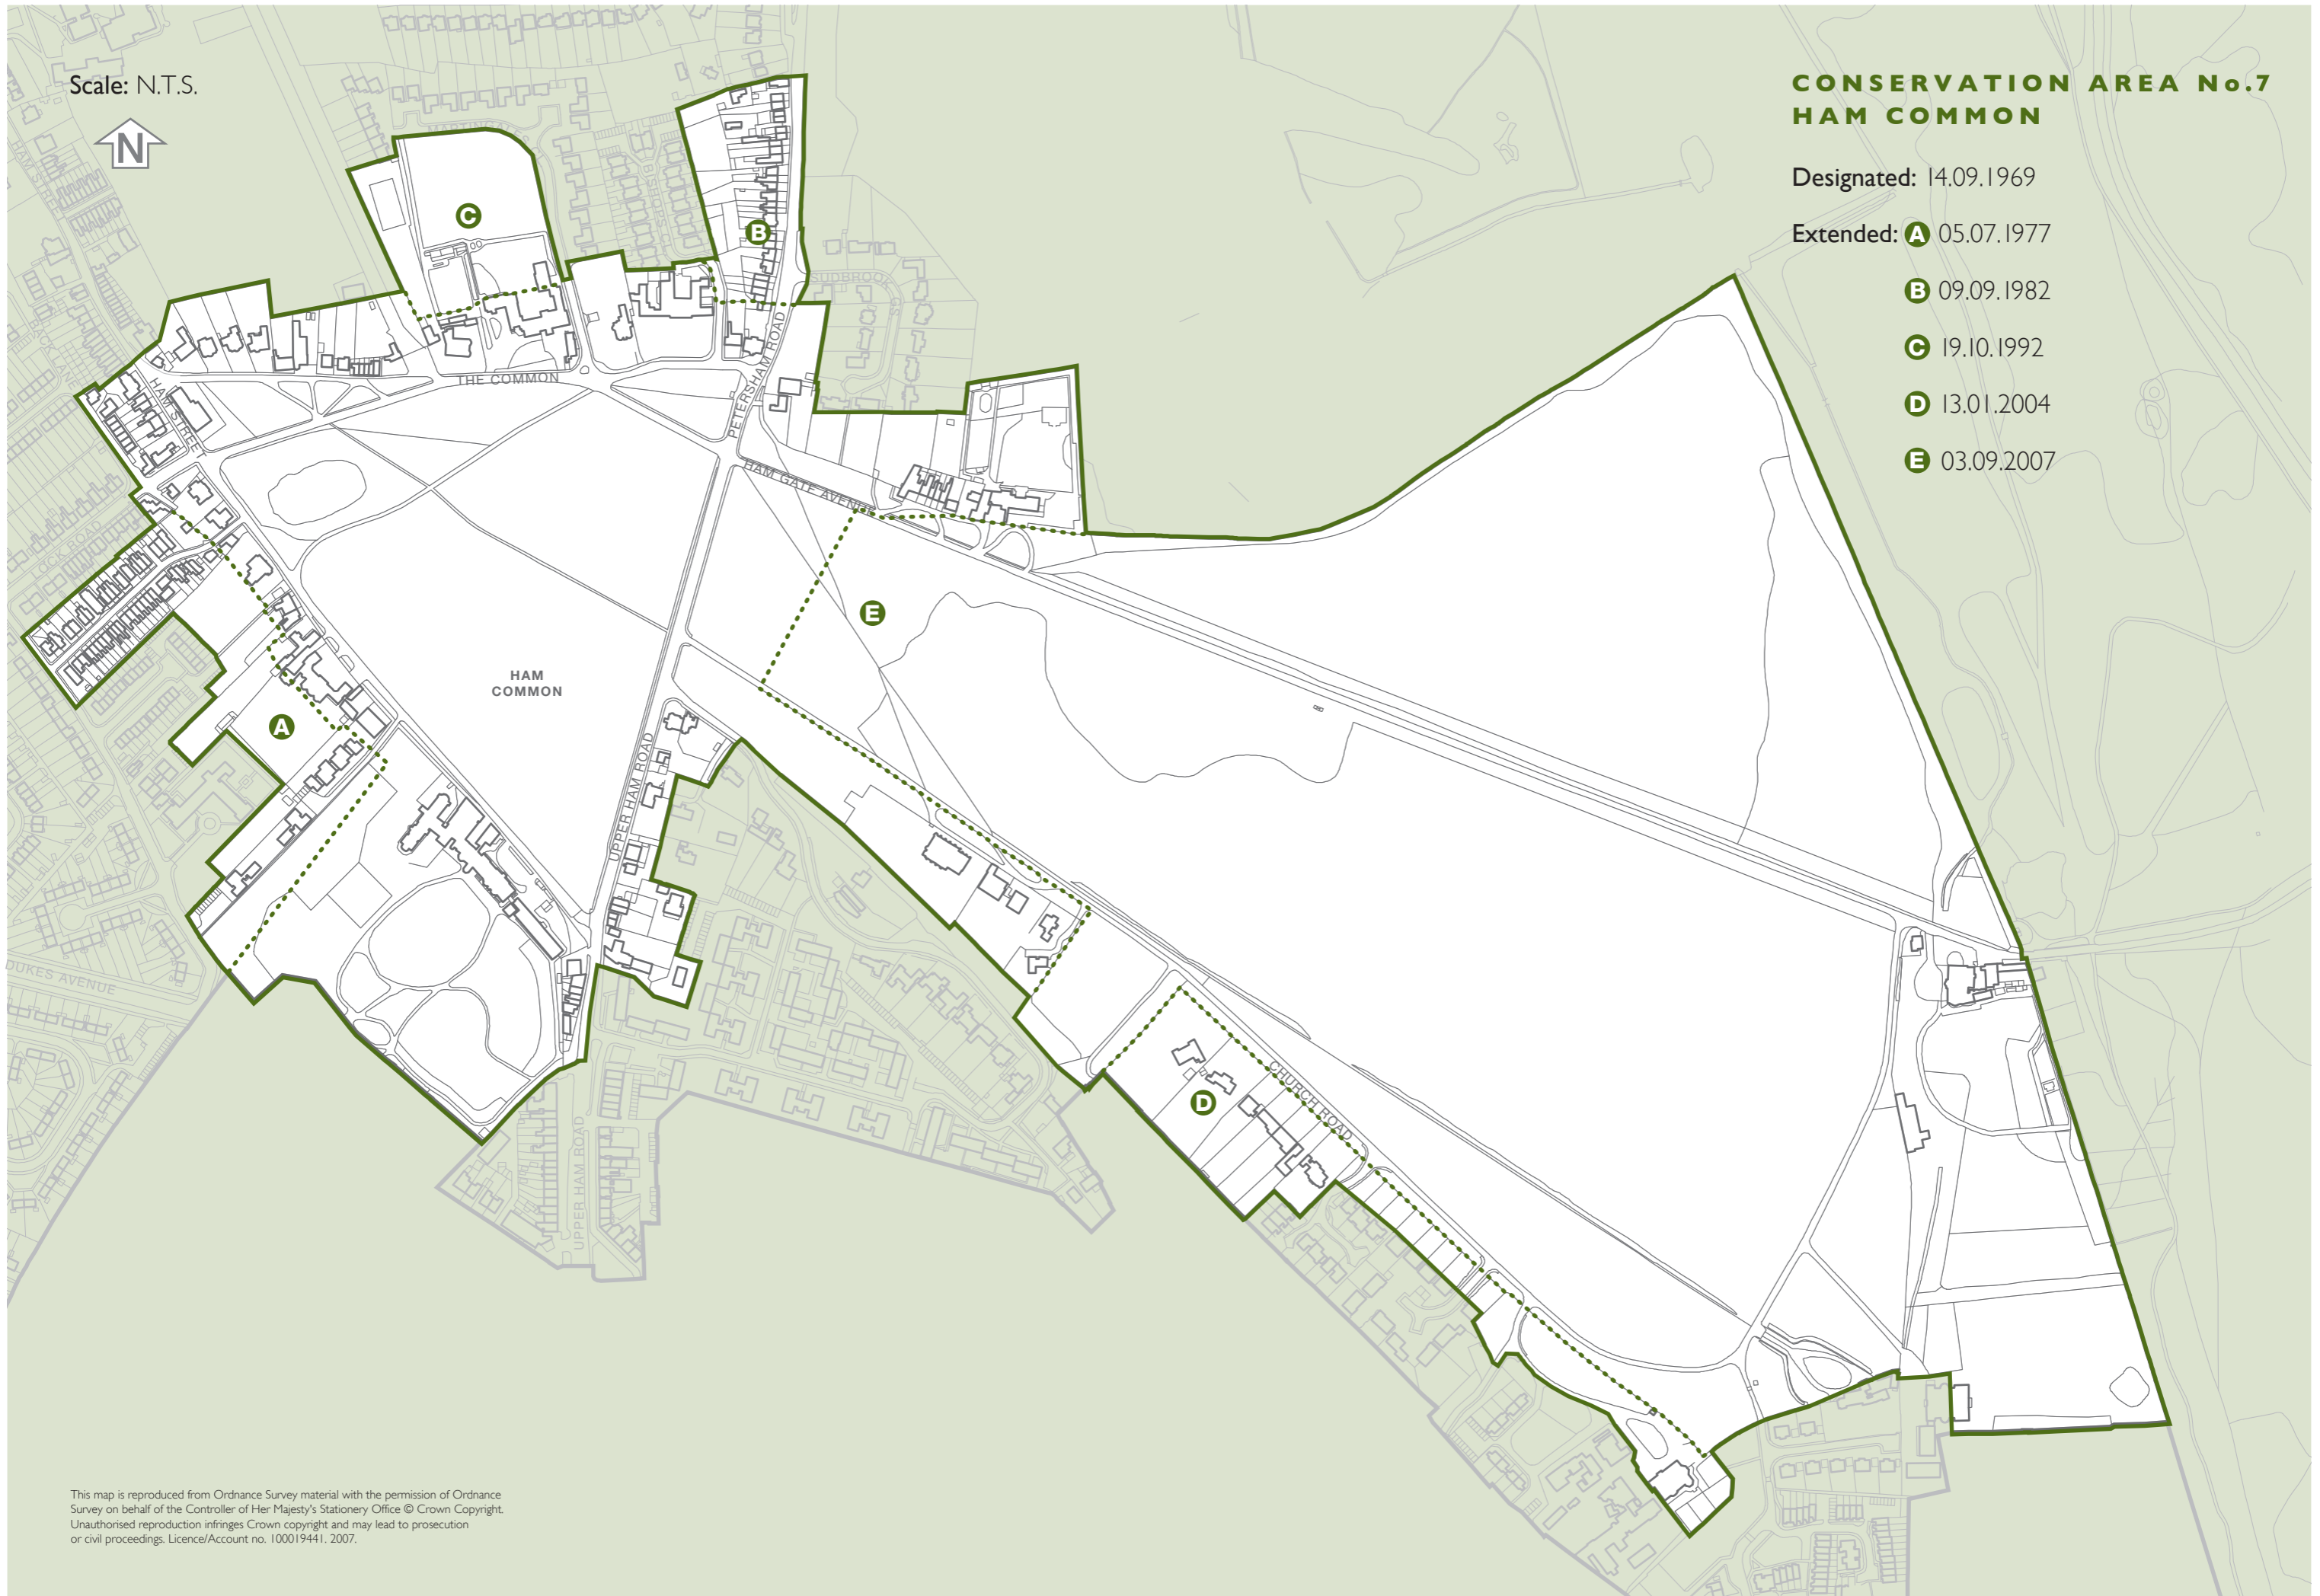 Scale: N.T.S.
N
CONSERVATION AREA No.7
HAM COMMON
Designated: 14.09.1969
Extended: A 05.07.1977
B 09.09.1982
C 19.10.1992
D 13.01.2004
E 03.09.2007
C
B
THE COMMON
HAM STREET
PETERSHAM ROAD
HAM GATE AVENUE
E
HAM
COMMON
A
UPPER HAM ROAD
DUKES AVENUE
D
CHURCH ROAD
UPPER HAM ROAD
This map is reproduced from Ordnance Survey material with the permission of Ordnance
Survey on behalf of the Controller of Her Majesty's Stationery Office © Crown Copyright.
Unauthorised reproduction infringes Crown copyright and may lead to prosecution
or civil proceedings. Licence/Account no. 100019441. 2007.